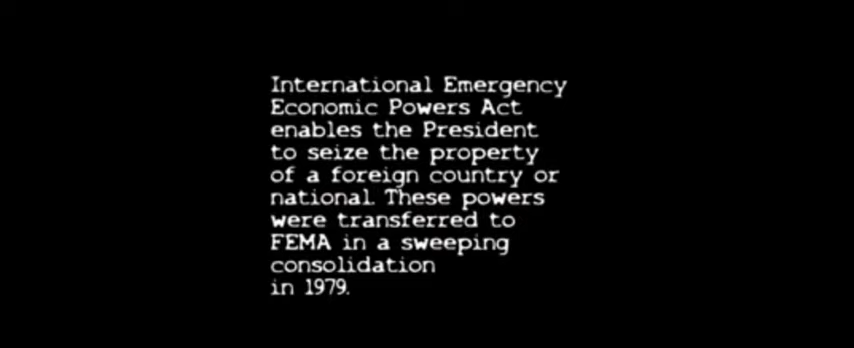 International Emergency
Economic Powers Act
enables the President
to seize the property
of a foreign country or
national. These powers
were transferred to
FEMA in a sweeping
consolidation
in 1979.